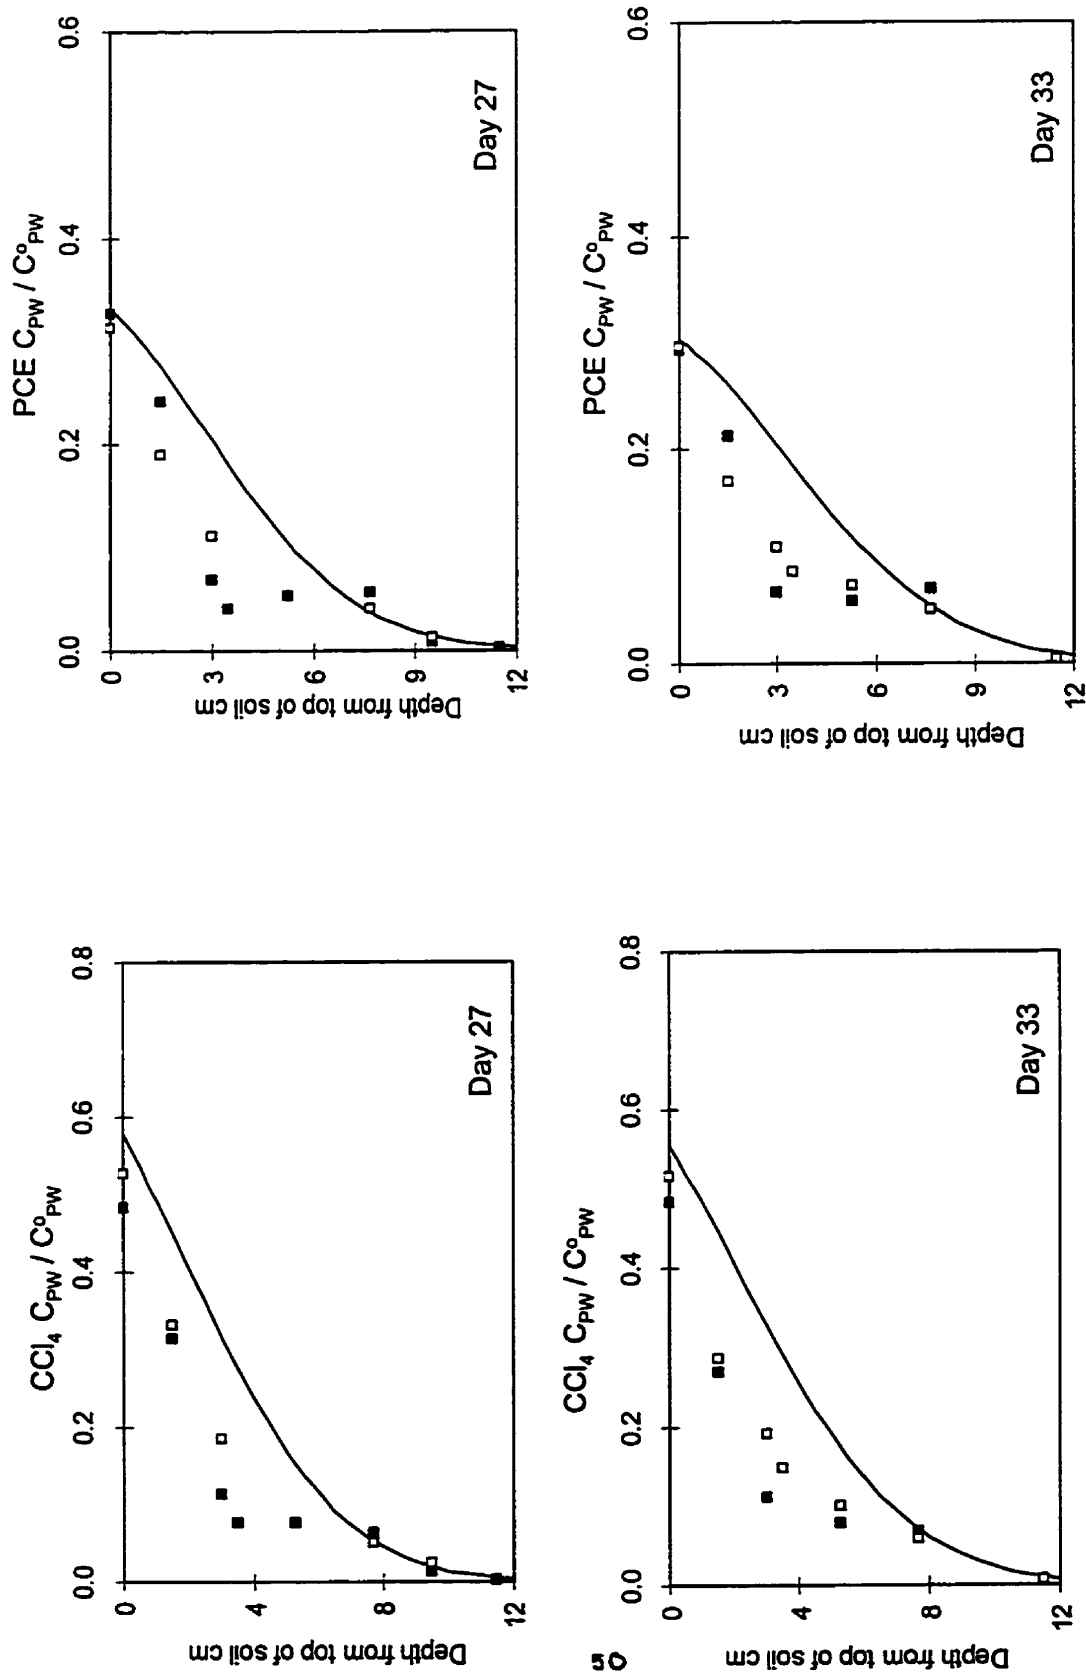 PCE C_PW / C°_PW
0.0 0.2 0.4 0.6
0
3
6
9
12
Depth from top of soil cm
Day 27
PCE C_PW / C°_PW
0.0 0.2 0.4 0.6
0
3
6
9
12
Depth from top of soil cm
Day 33
CCl₄ C_PW / C°_PW
0.0 0.2 0.4 0.6 0.8
0
4
8
12
Depth from top of soil cm
Day 27
CCl₄ C_PW / C°_PW
0.0 0.2 0.4 0.6 0.8
0
4
8
12
Depth from top of soil cm
Day 33